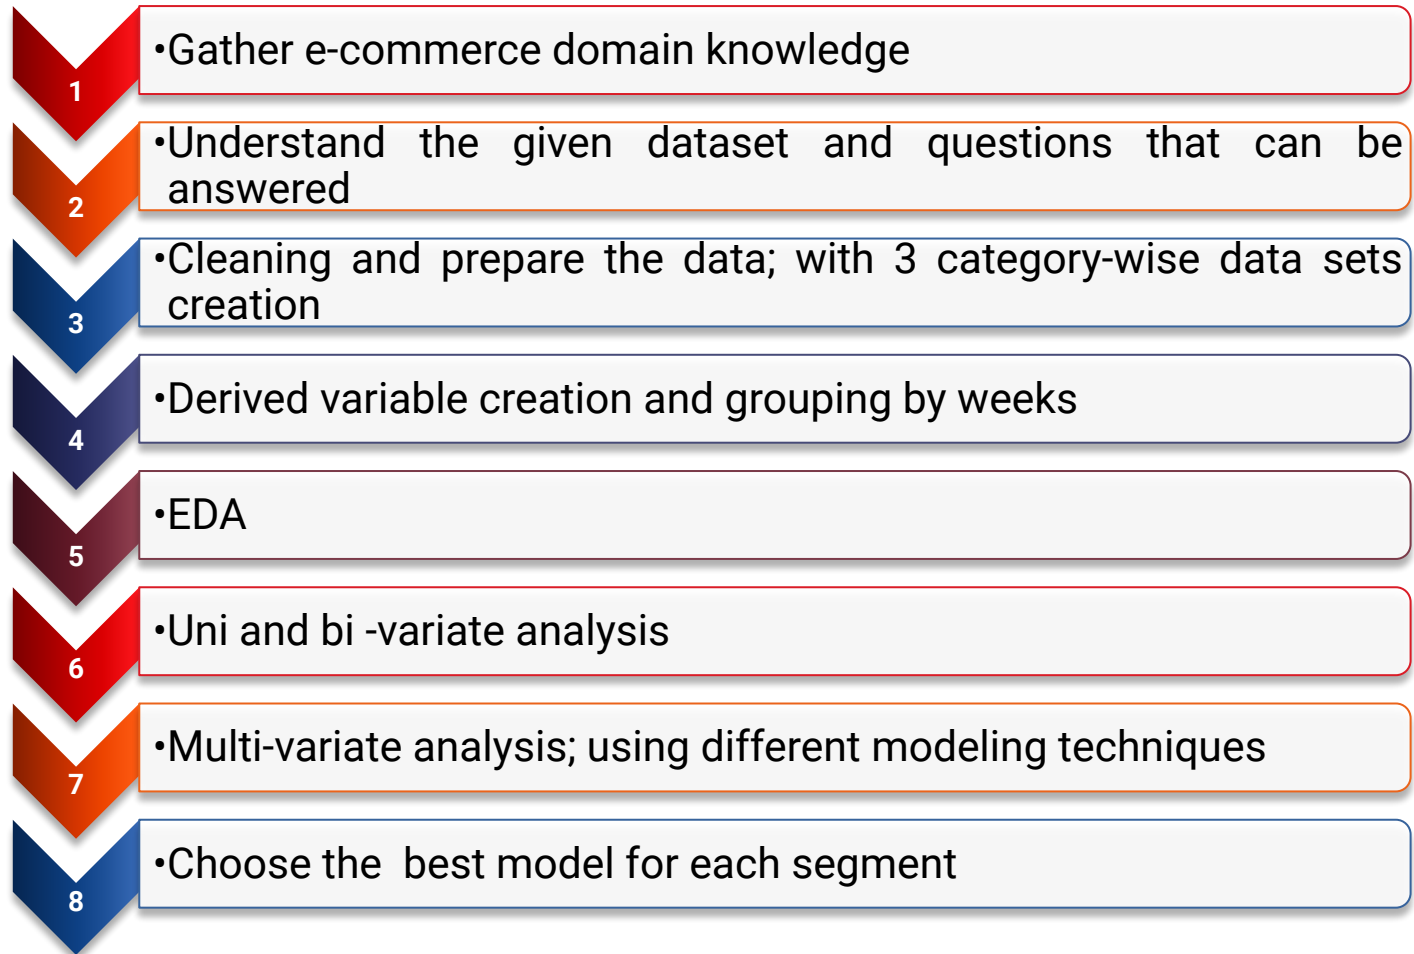 1
•Gather e-commerce domain knowledge
2
•Understand the given dataset and questions that can be
answered
3
•Cleaning and prepare the data; with 3 category-wise data sets
creation
4
•Derived variable creation and grouping by weeks
5
•EDA
6
•Uni and bi -variate analysis
7
•Multi-variate analysis; using different modeling techniques
8
•Choose the  best model for each segment